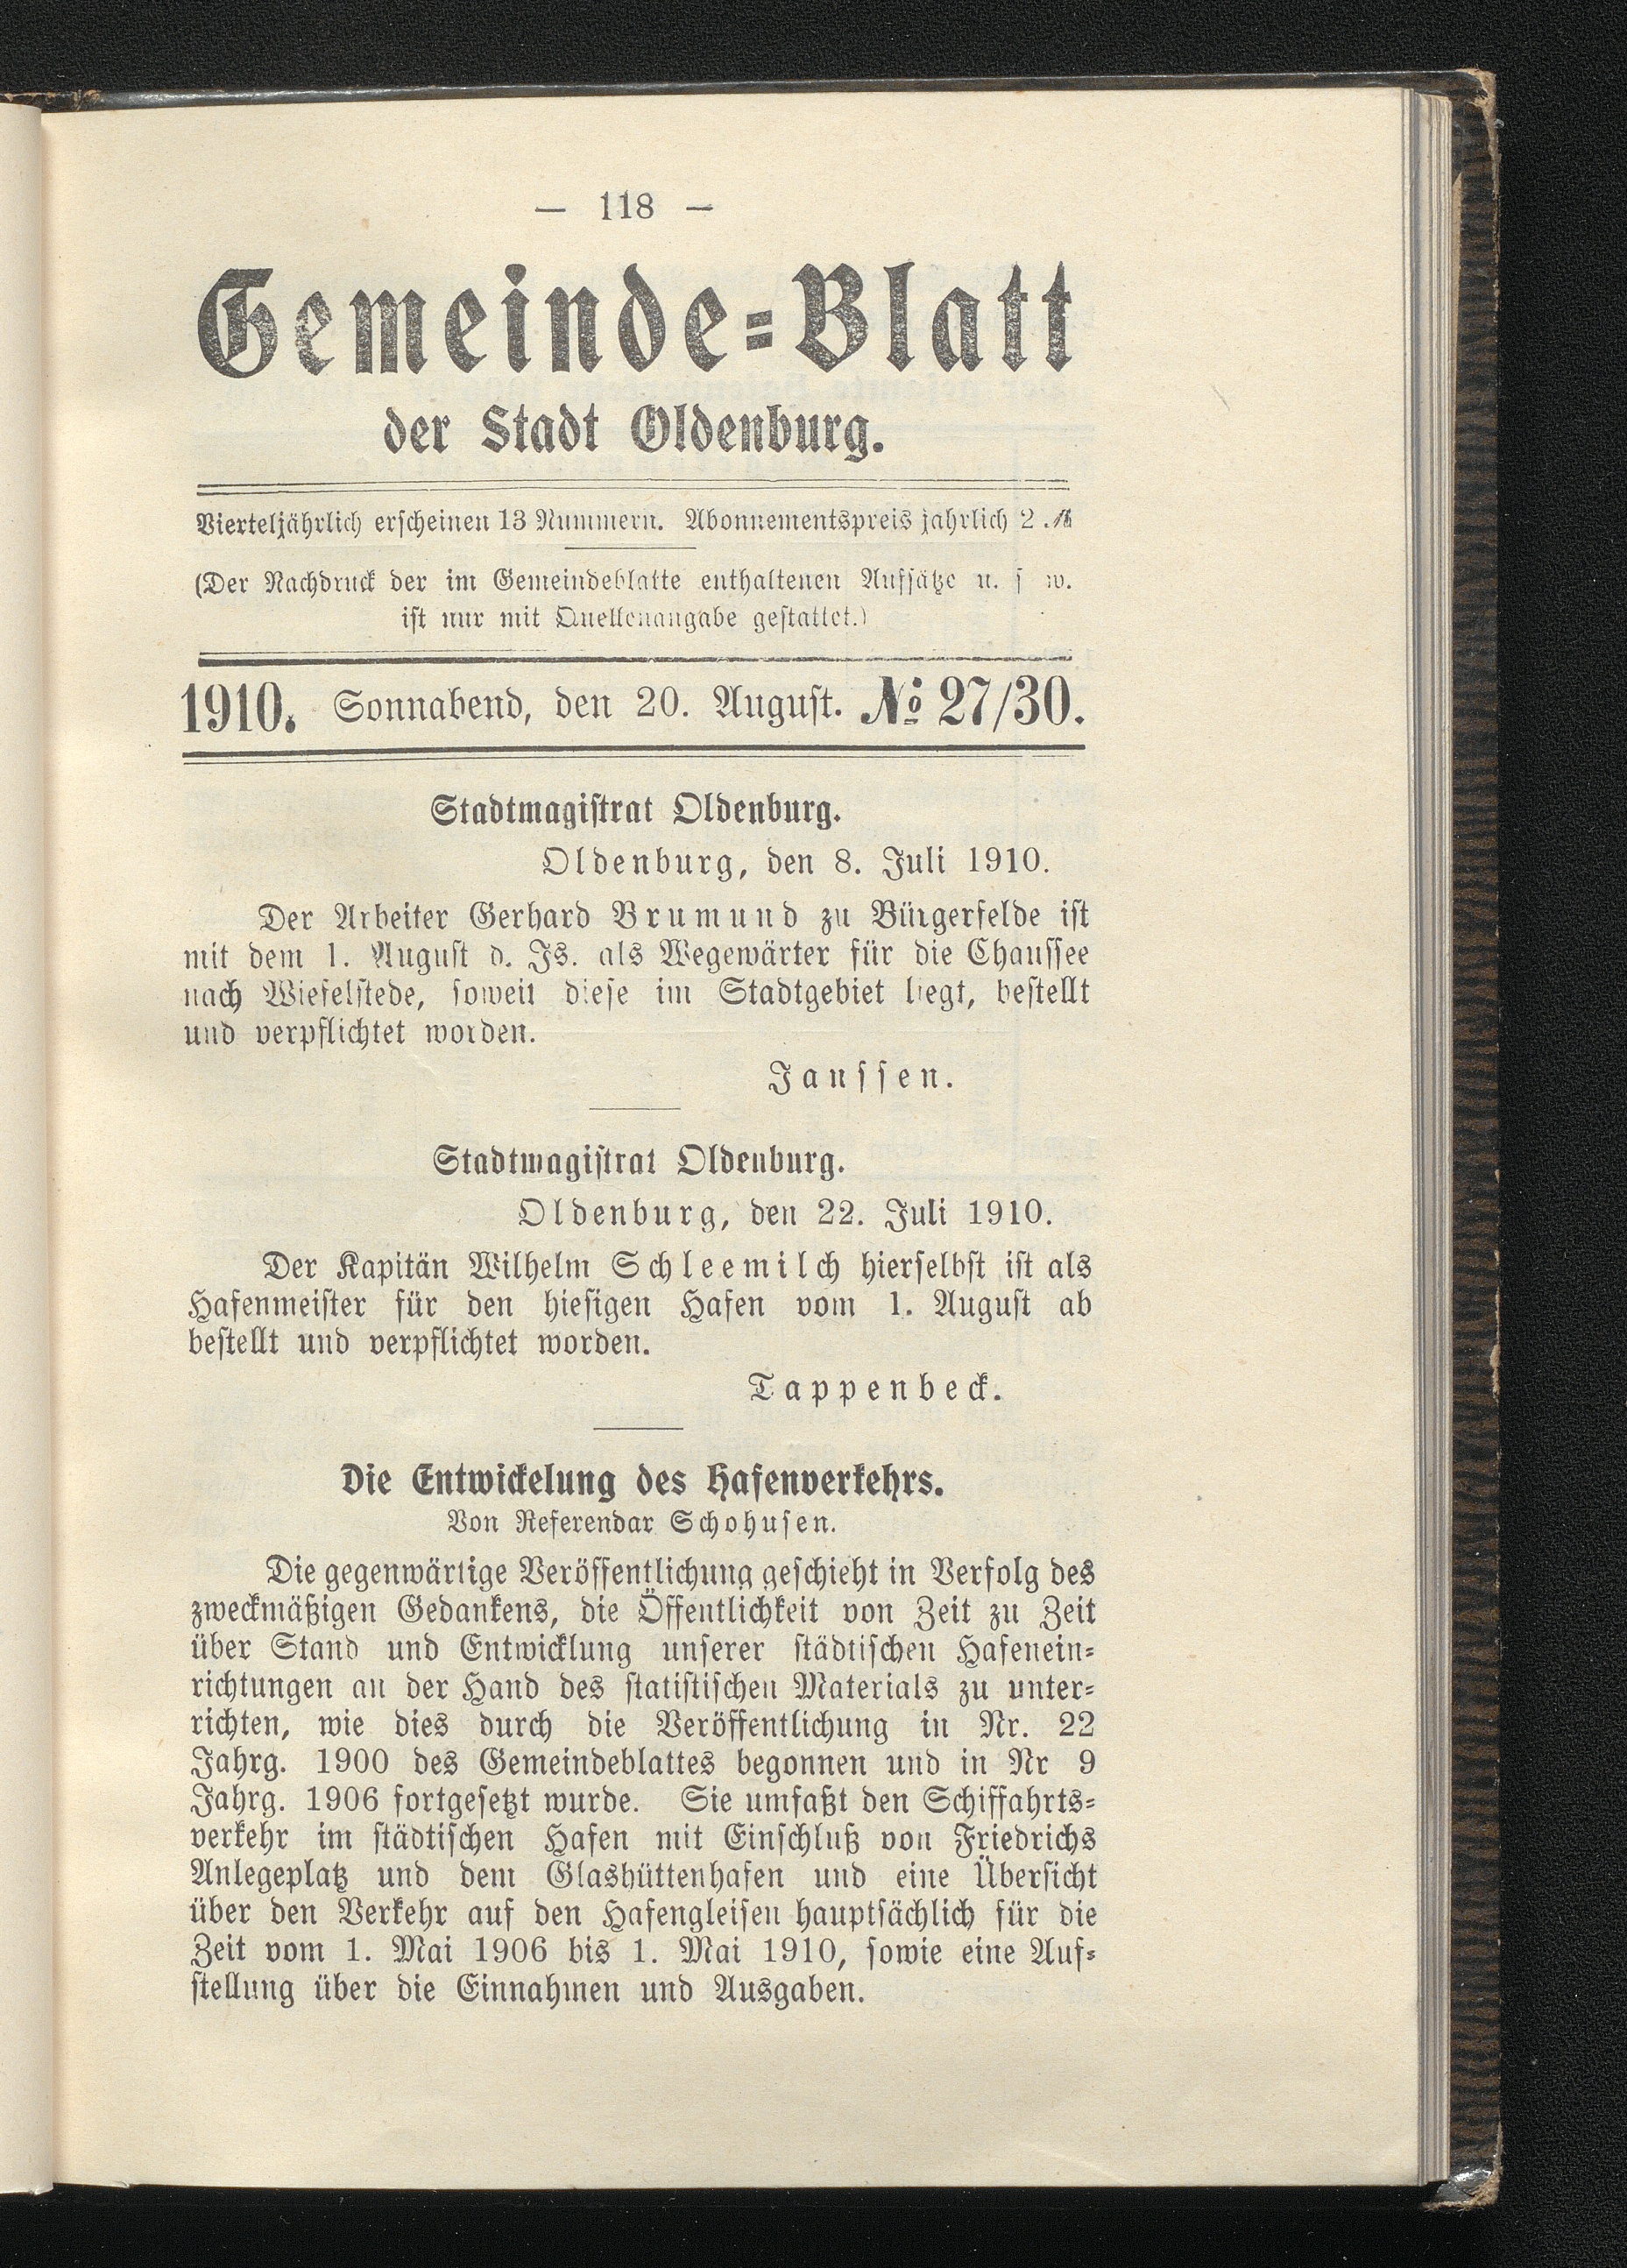 — 118 —
Gemeinde=Blatt
der Stadt Oldenburg.
Vierteljährlich erscheinen 13 Nummern. Abonnementspreis jahrlich 2 ℳ
(Der Nachdruck der im Gemeindeblatte enthaltenen Aufsätze u. s w.
ist nur mit Quellenangabe gestattet.)
1910. Sonnabend, den 20. August. № 27/30.
Stadtmagistrat Oldenburg.
Oldenburg, den 8. Juli 1910.
Der Arbeiter Gerhard Brumund zu Bürgerfelde ist
mit dem 1. August d. Js. als Wegewärter für die Chaussee
nach Wiefelstede, soweit diese im Stadtgebiet liegt, bestellt
und verpflichtet worden.
Janssen.
Stadtmagistrat Oldenburg.
Oldenburg, den 22. Juli 1910.
Der Kapitän Wilhelm Schleemilch hierselbst ist als
Hafenmeister für den hiesigen Hafen vom 1. August ab
bestellt und verpflichtet worden.
Tappenbeck.
Die Entwickelung des Hafenverkehrs.
Von Referendar Schohusen.
Die gegenwärtige Veröffentlichung geschieht in Verfolg des
zweckmäßigen Gedankens, die Öffentlichkeit von Zeit zu Zeit
über Stand und Entwicklung unserer städtischen Hafenein=
richtungen an der Hand des statistischen Materials zu unter=
richten, wie dies durch die Veröffentlichung in Nr. 22
Jahrg. 1900 des Gemeindeblattes begonnen und in Nr 9
Jahrg. 1906 fortgesetzt wurde. Sie umfaßt den Schiffahrts=
verkehr im städtischen Hafen mit Einschluß von Friedrichs
Anlegeplatz und dem Glashüttenhafen und eine Übersicht
über den Verkehr auf den Hafengleisen hauptsächlich für die
Zeit vom 1. Mai 1906 bis 1. Mai 1910, sowie eine Auf=
stellung über die Einnahmen und Ausgaben.